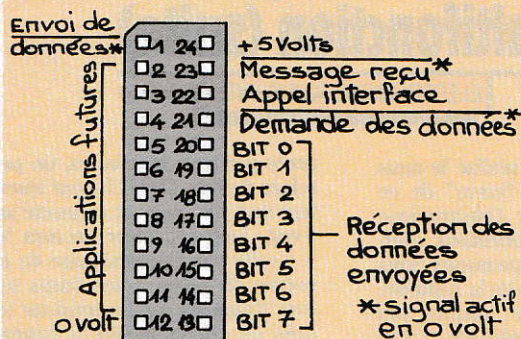 Envoi de
données*
Applications futures
0 volt
1 24
2 23
3 22
4 21
5 20
6 19
7 18
8 17
9 16
10 15
11 14
12 13
+ 5 Volts
Message reçu*
Appel interface
Demande des données*
BIT 0
BIT 1
BIT 2
BIT 3
BIT 4
BIT 5
BIT 6
BIT 7
Réception des
données
envoyées
* signal actif
en 0 volt